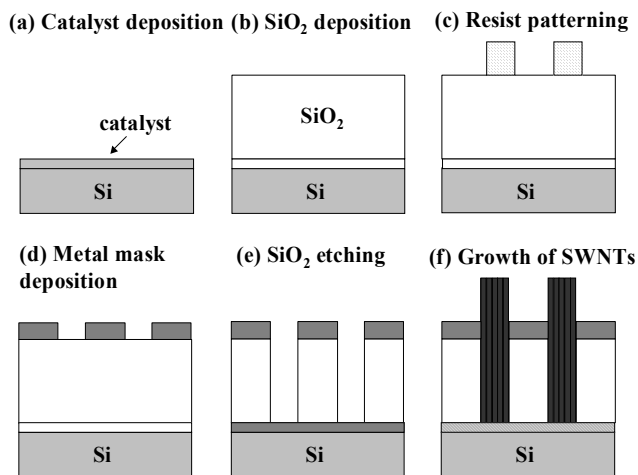 (a) Catalyst deposition
catalyst
Si
(b) SiO₂ deposition
SiO₂
Si
(c) Resist patterning
Si
(d) Metal mask
deposition
Si
(e) SiO₂ etching
Si
(f) Growth of SWNTs
Si